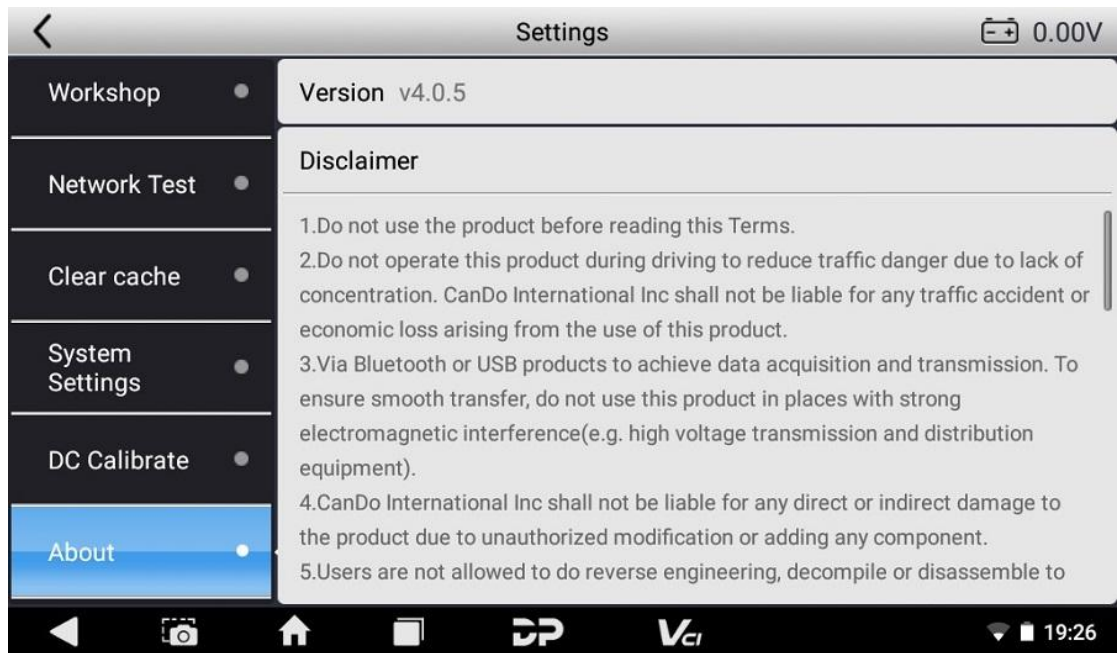 Settings
0.00V
Workshop
Network Test
Clear cache
System
Settings
DC Calibrate
About
Version v4.0.5
Disclaimer
1.Do not use the product before reading this Terms.
2.Do not operate this product during driving to reduce traffic danger due to lack of
concentration. CanDo International Inc shall not be liable for any traffic accident or
economic loss arising from the use of this product.
3.Via Bluetooth or USB products to achieve data acquisition and transmission. To
ensure smooth transfer, do not use this product in places with strong
electromagnetic interference(e.g. high voltage transmission and distribution
equipment).
4.CanDo International Inc shall not be liable for any direct or indirect damage to
the product due to unauthorized modification or adding any component.
5.Users are not allowed to do reverse engineering, decompile or disassemble to
DP
VCI
19:26